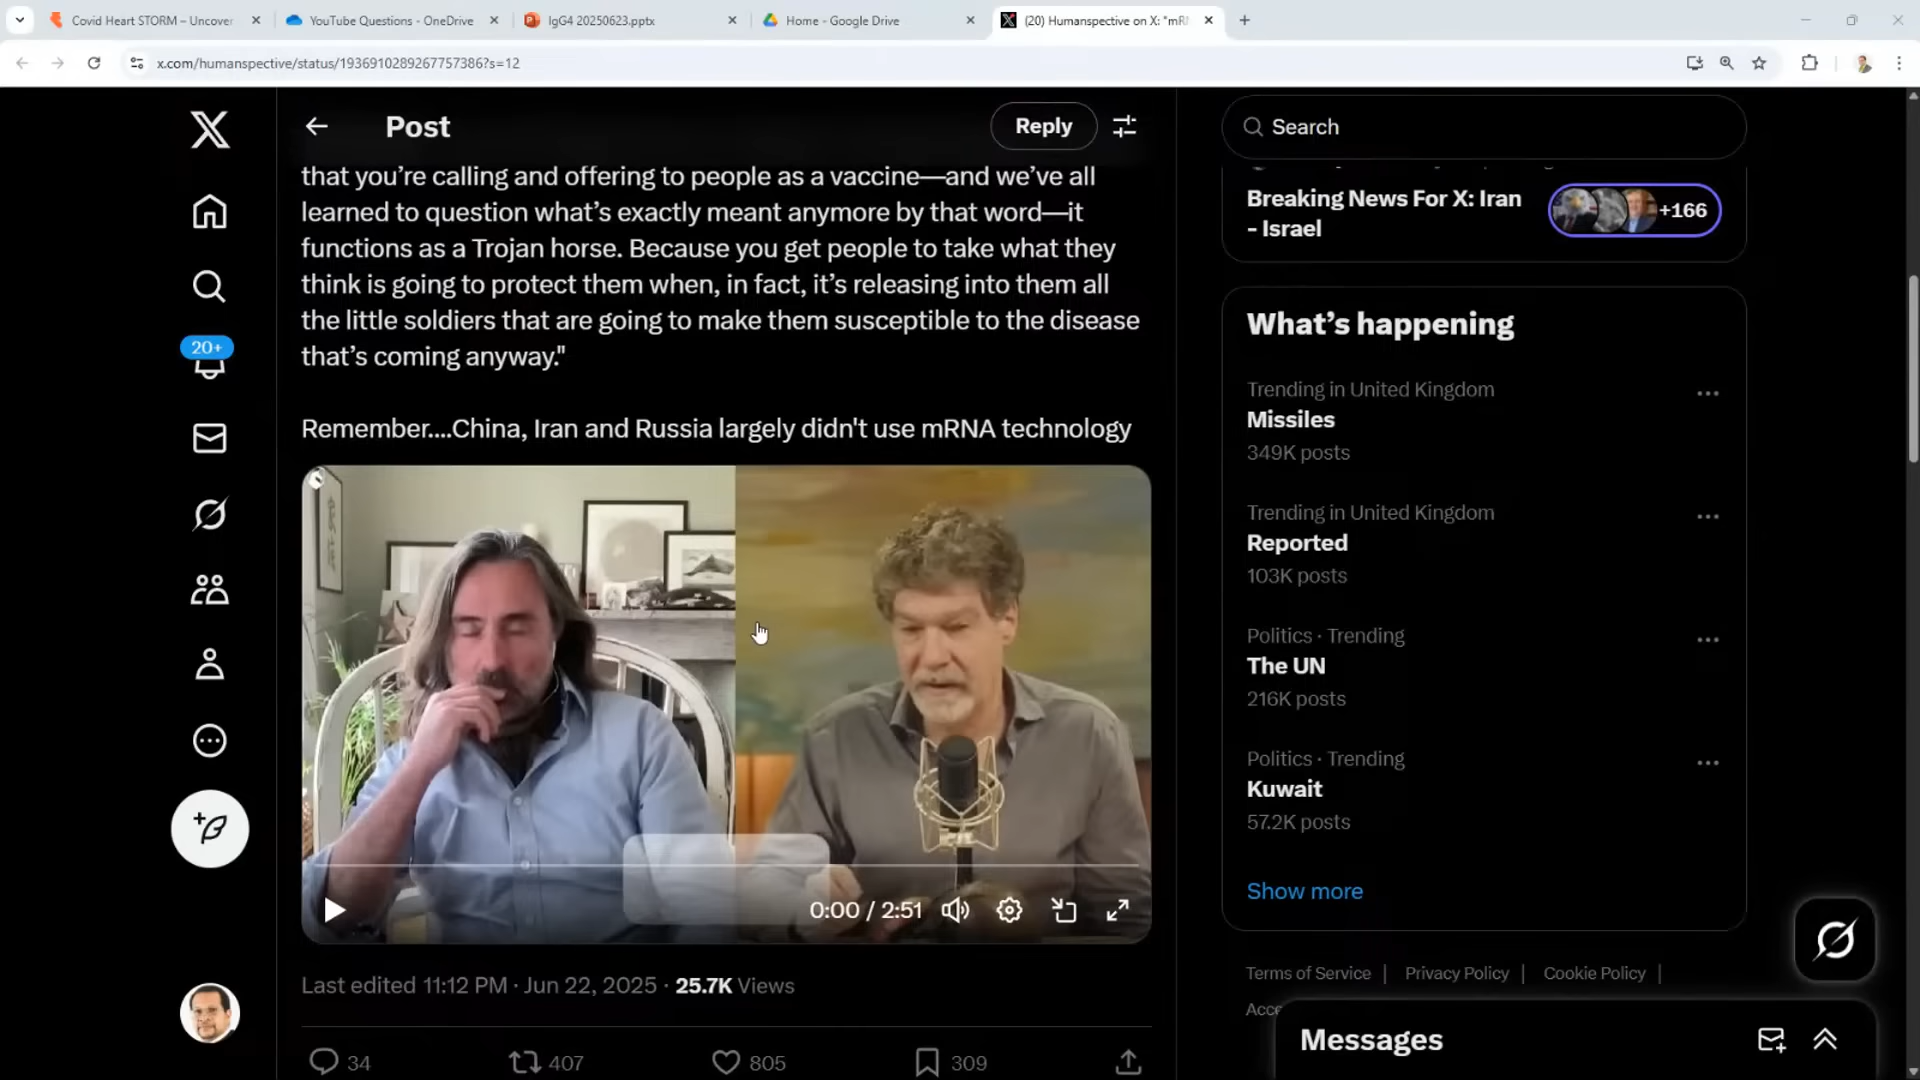 Covid Heart STORM – Uncover
YouTube Questions - OneDrive
IgG4 20250623.pptx
Home - Google Drive
(20) Humanspective on X: "mRN
x.com/humanspective/status/1936910289267757386?s=12
Post
Reply
that you’re calling and offering to people as a vaccine—and we’ve all
learned to question what’s exactly meant anymore by that word—it
functions as a Trojan horse. Because you get people to take what they
think is going to protect them when, in fact, it’s releasing into them all
the little soldiers that are going to make them susceptible to the disease
that’s coming anyway."
Remember....China, Iran and Russia largely didn't use mRNA technology
0:00 / 2:51
Last edited 11:12 PM · Jun 22, 2025 · 25.7K Views
34 407 805 309
20+
Search
Breaking News For X: Iran
- Israel
+166
What’s happening
Trending in United Kingdom
Missiles
349K posts
Trending in United Kingdom
Reported
103K posts
Politics · Trending
The UN
216K posts
Politics · Trending
Kuwait
57.2K posts
Show more
Terms of Service | Privacy Policy | Cookie Policy |
Messages